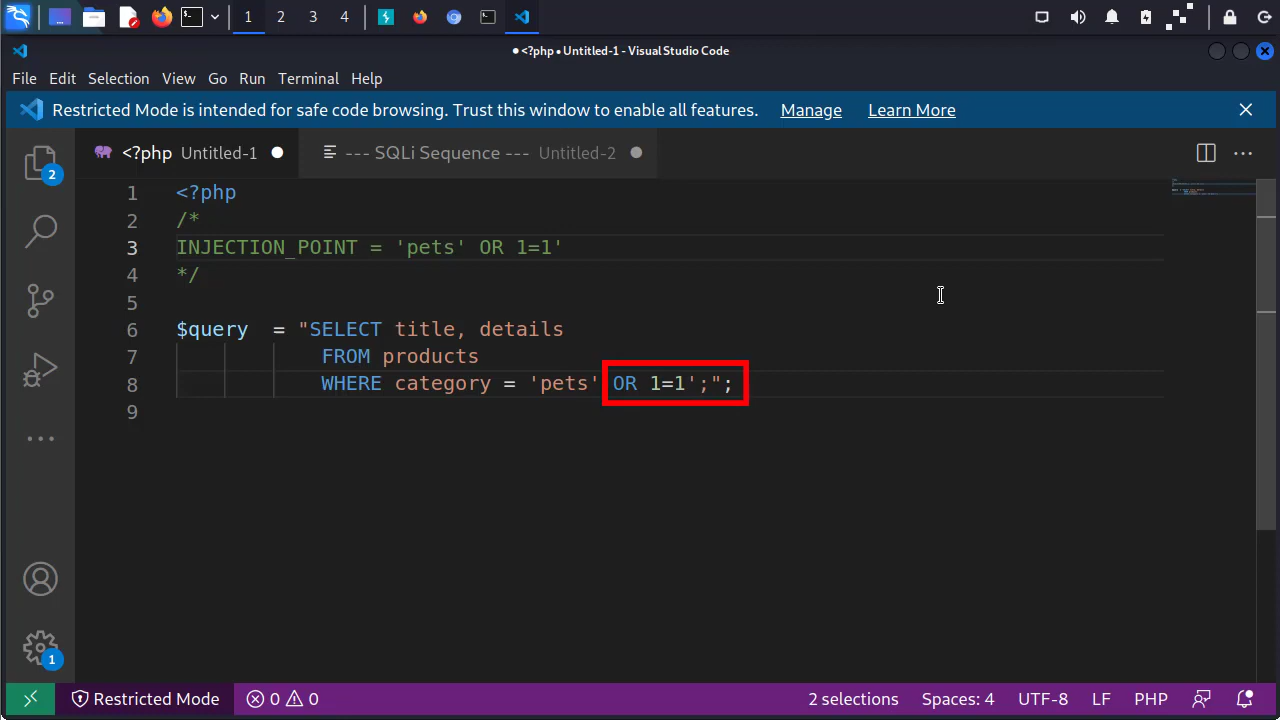 1 2 3 4
<?php • Untitled-1 - Visual Studio Code
File Edit Selection View Go Run Terminal Help
Restricted Mode is intended for safe code browsing. Trust this window to enable all features. Manage Learn More
<?php Untitled-1 --- SQLi Sequence --- Untitled-2
2
1 <?php
2 /*
3 INJECTION_POINT = 'pets' OR 1=1'
4 */
5
6 $query = "SELECT title, details
7 FROM products
8 WHERE category = 'pets' OR 1=1';";
9
1
Restricted Mode 0 0 2 selections Spaces: 4 UTF-8 LF PHP